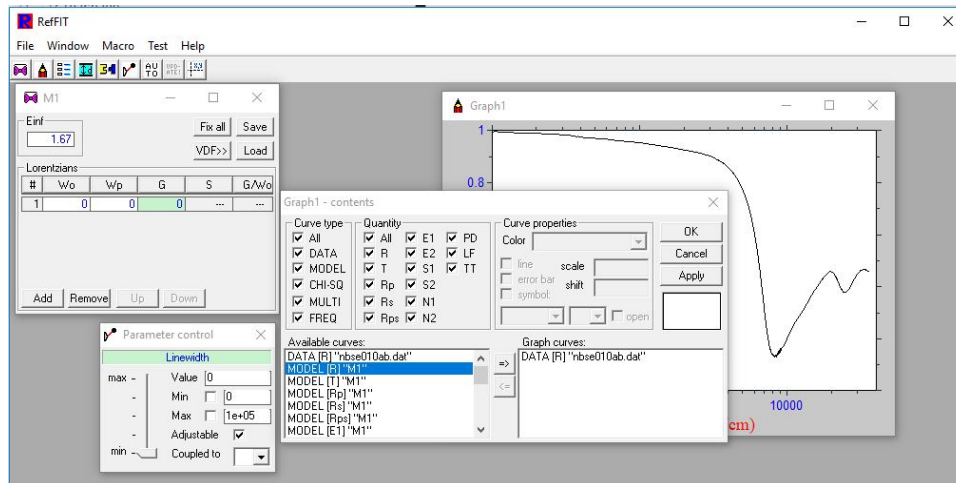 RefFIT
File Window Macro Test Help
AU TO
UPD-ATE!
M1
Einf
1.67
Fix all Save
VDF>> Load
Lorentzians
# Wo Wp G S G/Wo
1 0 0 0 --- ---
Add Remove Up Down
Parameter control
Linewidth
max -
Value 0
Min 0
Max 1e+05
Adjustable
min -
Coupled to
Graph1
1
0.8
10000
cm)
Graph1 - contents
Curve type
All
DATA
MODEL
CHI-SQ
MULTI
FREQ
Quantity
All E1 PD
R E2 LF
T S1 TT
Rp S2
Rs N1
Rps N2
Curve properties
Color
line scale
error bar shift
symbol:
open
OK
Cancel
Apply
Available curves:
DATA [R] "nbse010ab.dat"
MODEL [R] "M1"
MODEL [T] "M1"
MODEL [Rp] "M1"
MODEL [Rs] "M1"
MODEL [Rps] "M1"
MODEL [E1] "M1"
=>
<=
Graph curves:
DATA [R] "nbse010ab.dat"